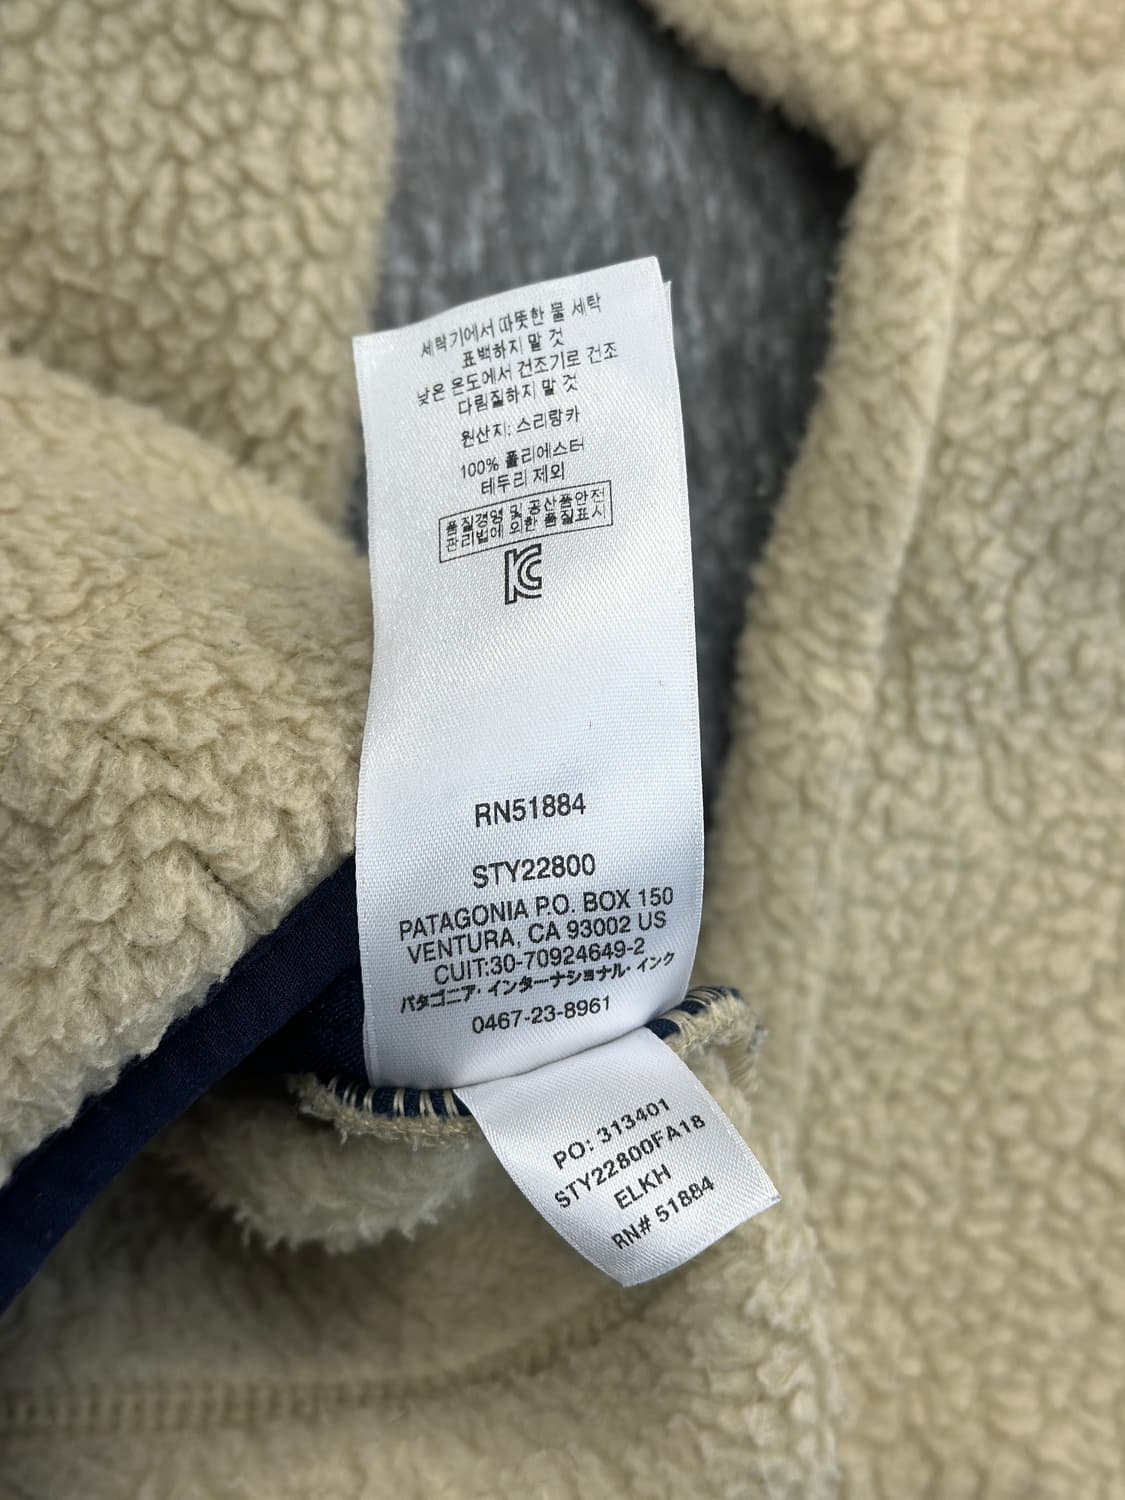 세탁기에서 따뜻한 물 세탁
표백하지 말 것
낮은 온도에서 건조기로 건조
다림질하지 말 것
원산지: 스리랑카
100% 폴리에스터
테두리 제외
품질경영 및 공산품안전
관리법에 의한 품질표시
KC
RN51884
STY22800
PATAGONIA P.O. BOX 150
VENTURA, CA 93002 US
CUIT:30-70924649-2
パタゴニア・インターナショナル・インク
0467-23-8961
PO: 313401
STY22800FA18
ELKH
RN# 51884